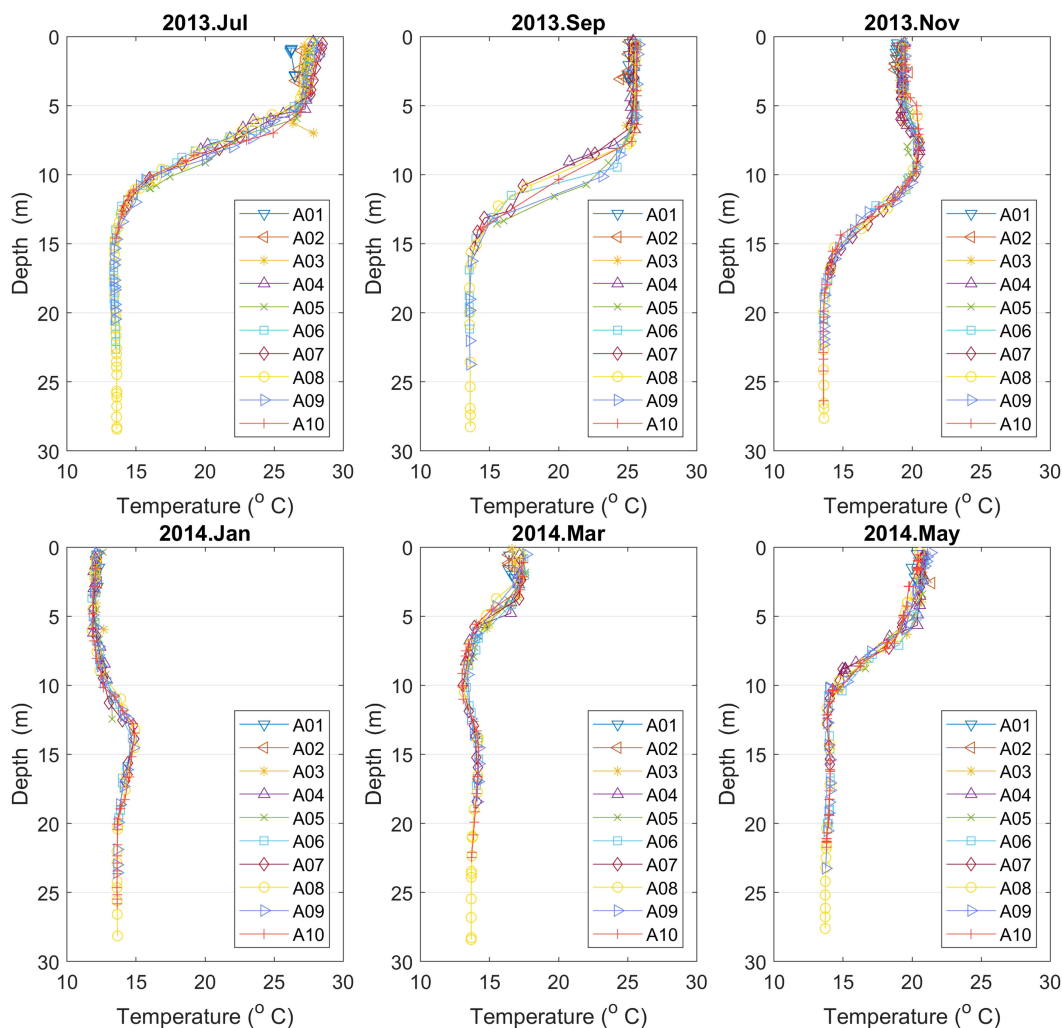 2013.Jul
0
5
10
15
20
25
30
Depth (m)
10 15 20 25 30
Temperature (° C)
A01
A02
A03
A04
A05
A06
A07
A08
A09
A10
2013.Sep
0
5
10
15
20
25
30
Depth (m)
10 15 20 25 30
Temperature (° C)
A01
A02
A03
A04
A05
A06
A07
A08
A09
A10
2013.Nov
0
5
10
15
20
25
30
Depth (m)
10 15 20 25 30
Temperature (° C)
A01
A02
A03
A04
A05
A06
A07
A08
A09
A10
2014.Jan
0
5
10
15
20
25
30
Depth (m)
10 15 20 25 30
Temperature (° C)
A01
A02
A03
A04
A05
A06
A07
A08
A09
A10
2014.Mar
0
5
10
15
20
25
30
Depth (m)
10 15 20 25 30
Temperature (° C)
A01
A02
A03
A04
A05
A06
A07
A08
A09
A10
2014.May
0
5
10
15
20
25
30
Depth (m)
10 15 20 25 30
Temperature (° C)
A01
A02
A03
A04
A05
A06
A07
A08
A09
A10